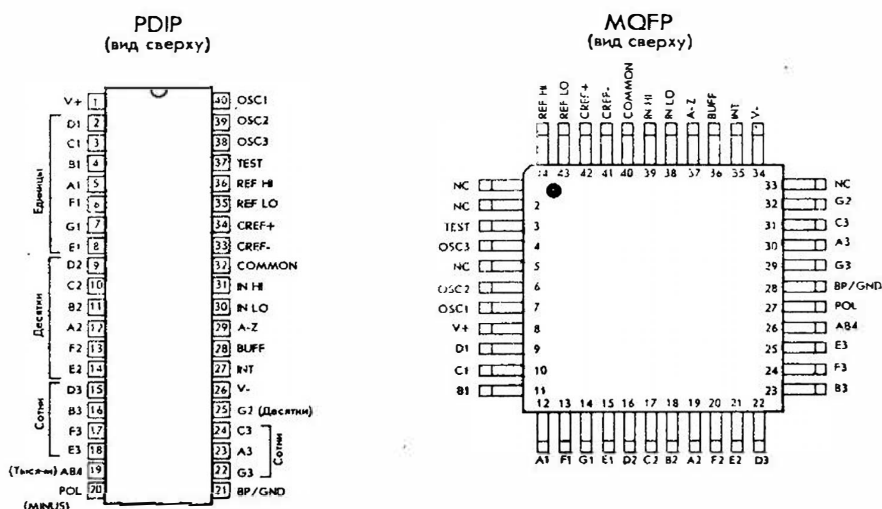 PDIP
(вид сверху)
V+ 1 40 OSC1
D1 2 39 OSC2
C1 3 38 OSC3
B1 4 37 TEST
A1 5 36 REF HI
F1 6 35 REF LO
G1 7 34 CREF+
E1 8 33 CREF-
D2 9 32 COMMON
C2 10 31 IN HI
B2 11 30 IN LO
A2 12 29 A-Z
F2 13 28 BUFF
E2 14 27 INT
D3 15 26 V-
B3 16 25 G2 (Десятки)
F3 17 24 C3
E3 18 23 A3
(Тысячи) AB4 19 22 G3
POL 20 21 BP/GND
(MINUS)
Единицы
Десятки
Сотни
Сотни
MQFP
(вид сверху)
REF HI REF LO CREF+ CREF- COMMON IN HI IN LO A-Z BUFF INT V-
44 43 42 41 40 39 38 37 36 35 34
NC 33 NC
NC 2 32 G2
TEST 3 31 C3
OSC3 4 30 A3
NC 5 29 G3
OSC2 6 28 BP/GND
OSC1 7 27 POL
V+ 8 26 AB4
D1 9 25 E3
C1 10 24 F3
B1 11 23 B3
12 13 14 15 16 17 18 19 20 21 22
A1 F1 G1 E1 D2 C2 B2 A2 F2 E2 D3